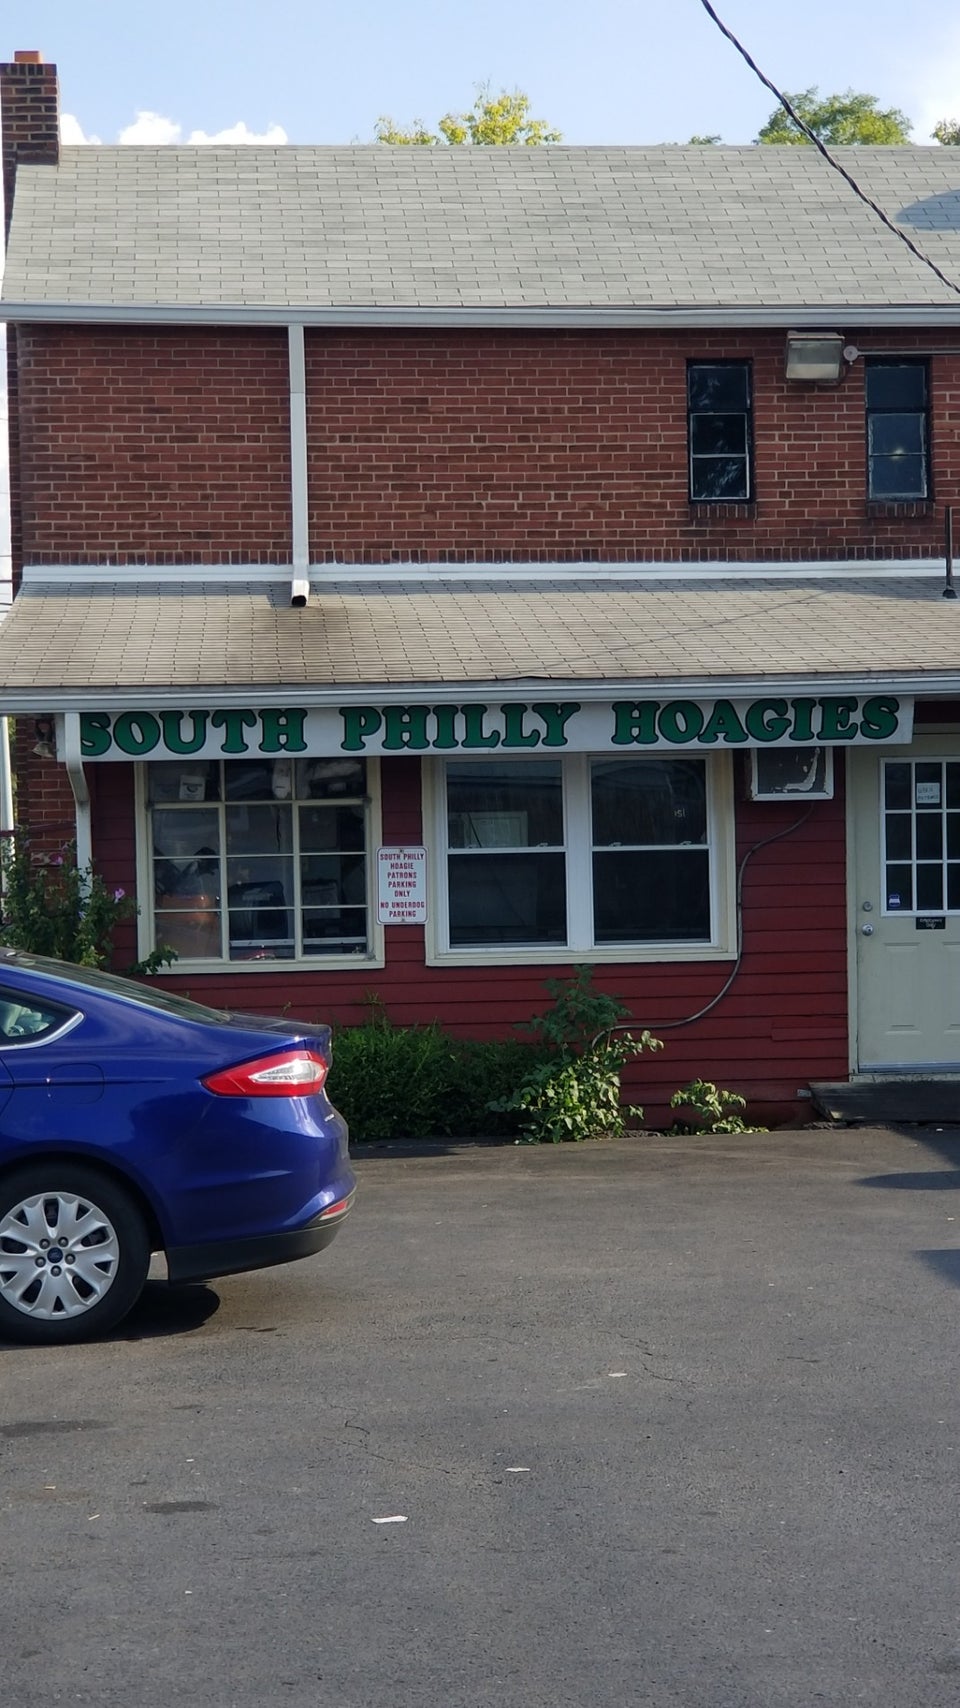 SOUTH PHILLY HOAGIES
SOUTH PHILLY
HOAGIE
PATRONS
PARKING
ONLY
NO UNDERDOG
PARKING